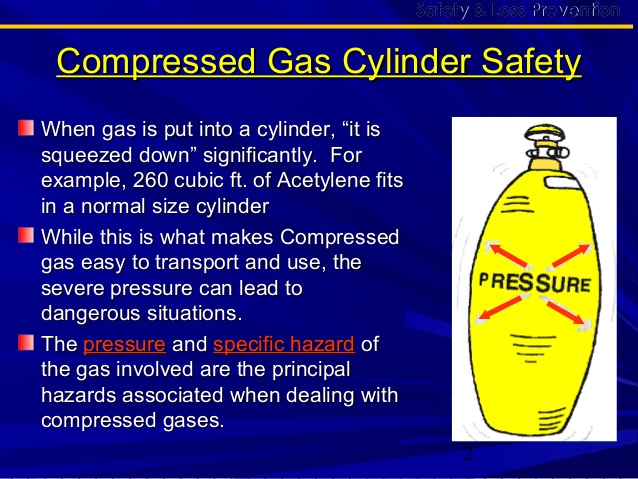 Safety & Loss Prevention
Compressed Gas Cylinder Safety
When gas is put into a cylinder, “it is
squeezed down” significantly.  For
example, 260 cubic ft. of Acetylene fits
in a normal size cylinder
While this is what makes Compressed
gas easy to transport and use, the
severe pressure can lead to
dangerous situations.
The pressure and specific hazard of
the gas involved are the principal
hazards associated when dealing with
compressed gases.
PRESSURE
2